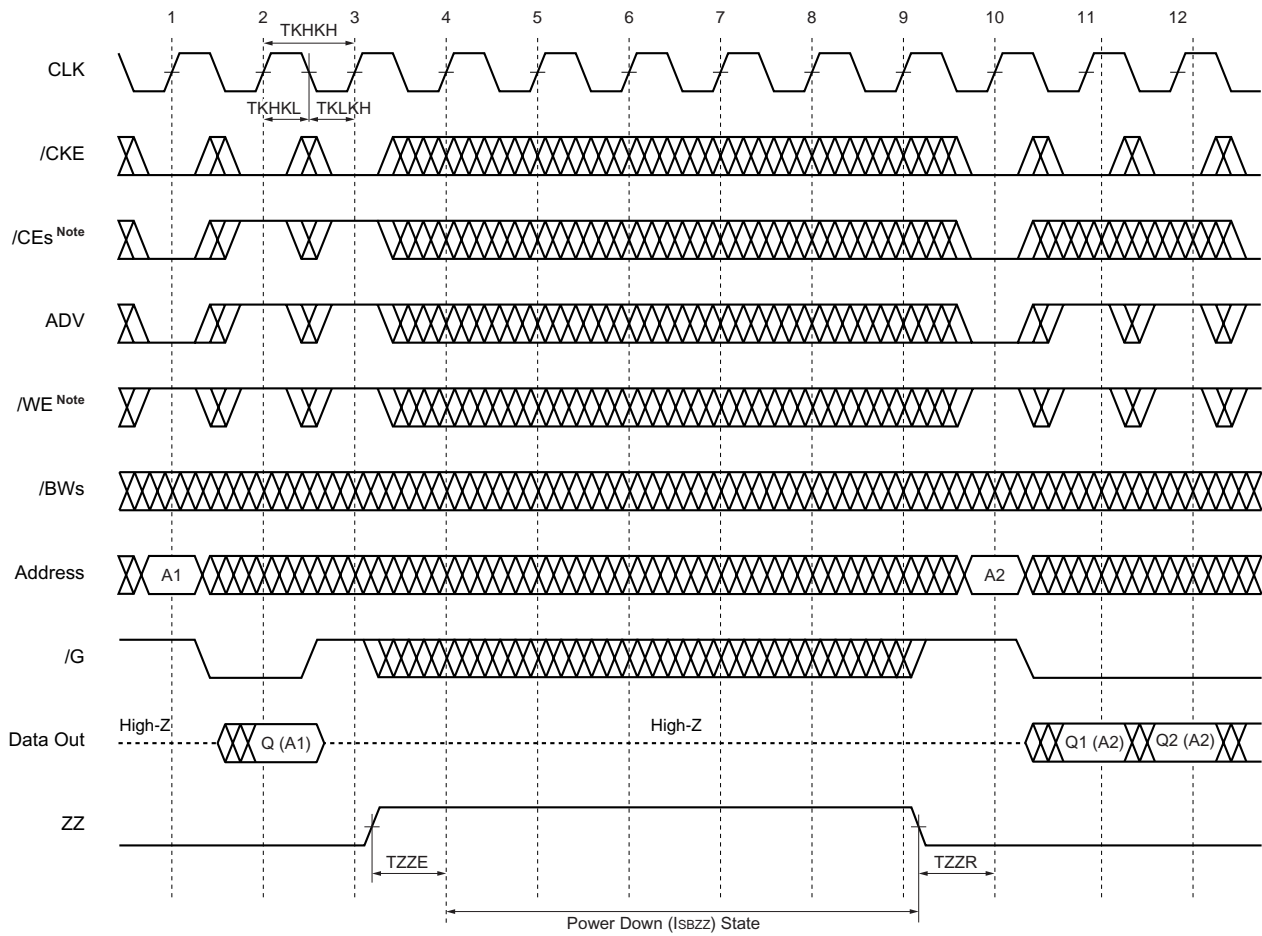 1 2 3 4 5 6 7 8 9 10 11 12
TKHKH
CLK
TKHKL TKLKH
/CKE
/CEs Note
ADV
/WE Note
/BWs
Address A1 A2
/G
High-Z High-Z
Data Out Q (A1) Q1 (A2) Q2 (A2)
ZZ
TZZE TZZR
Power Down (ISBZZ) State